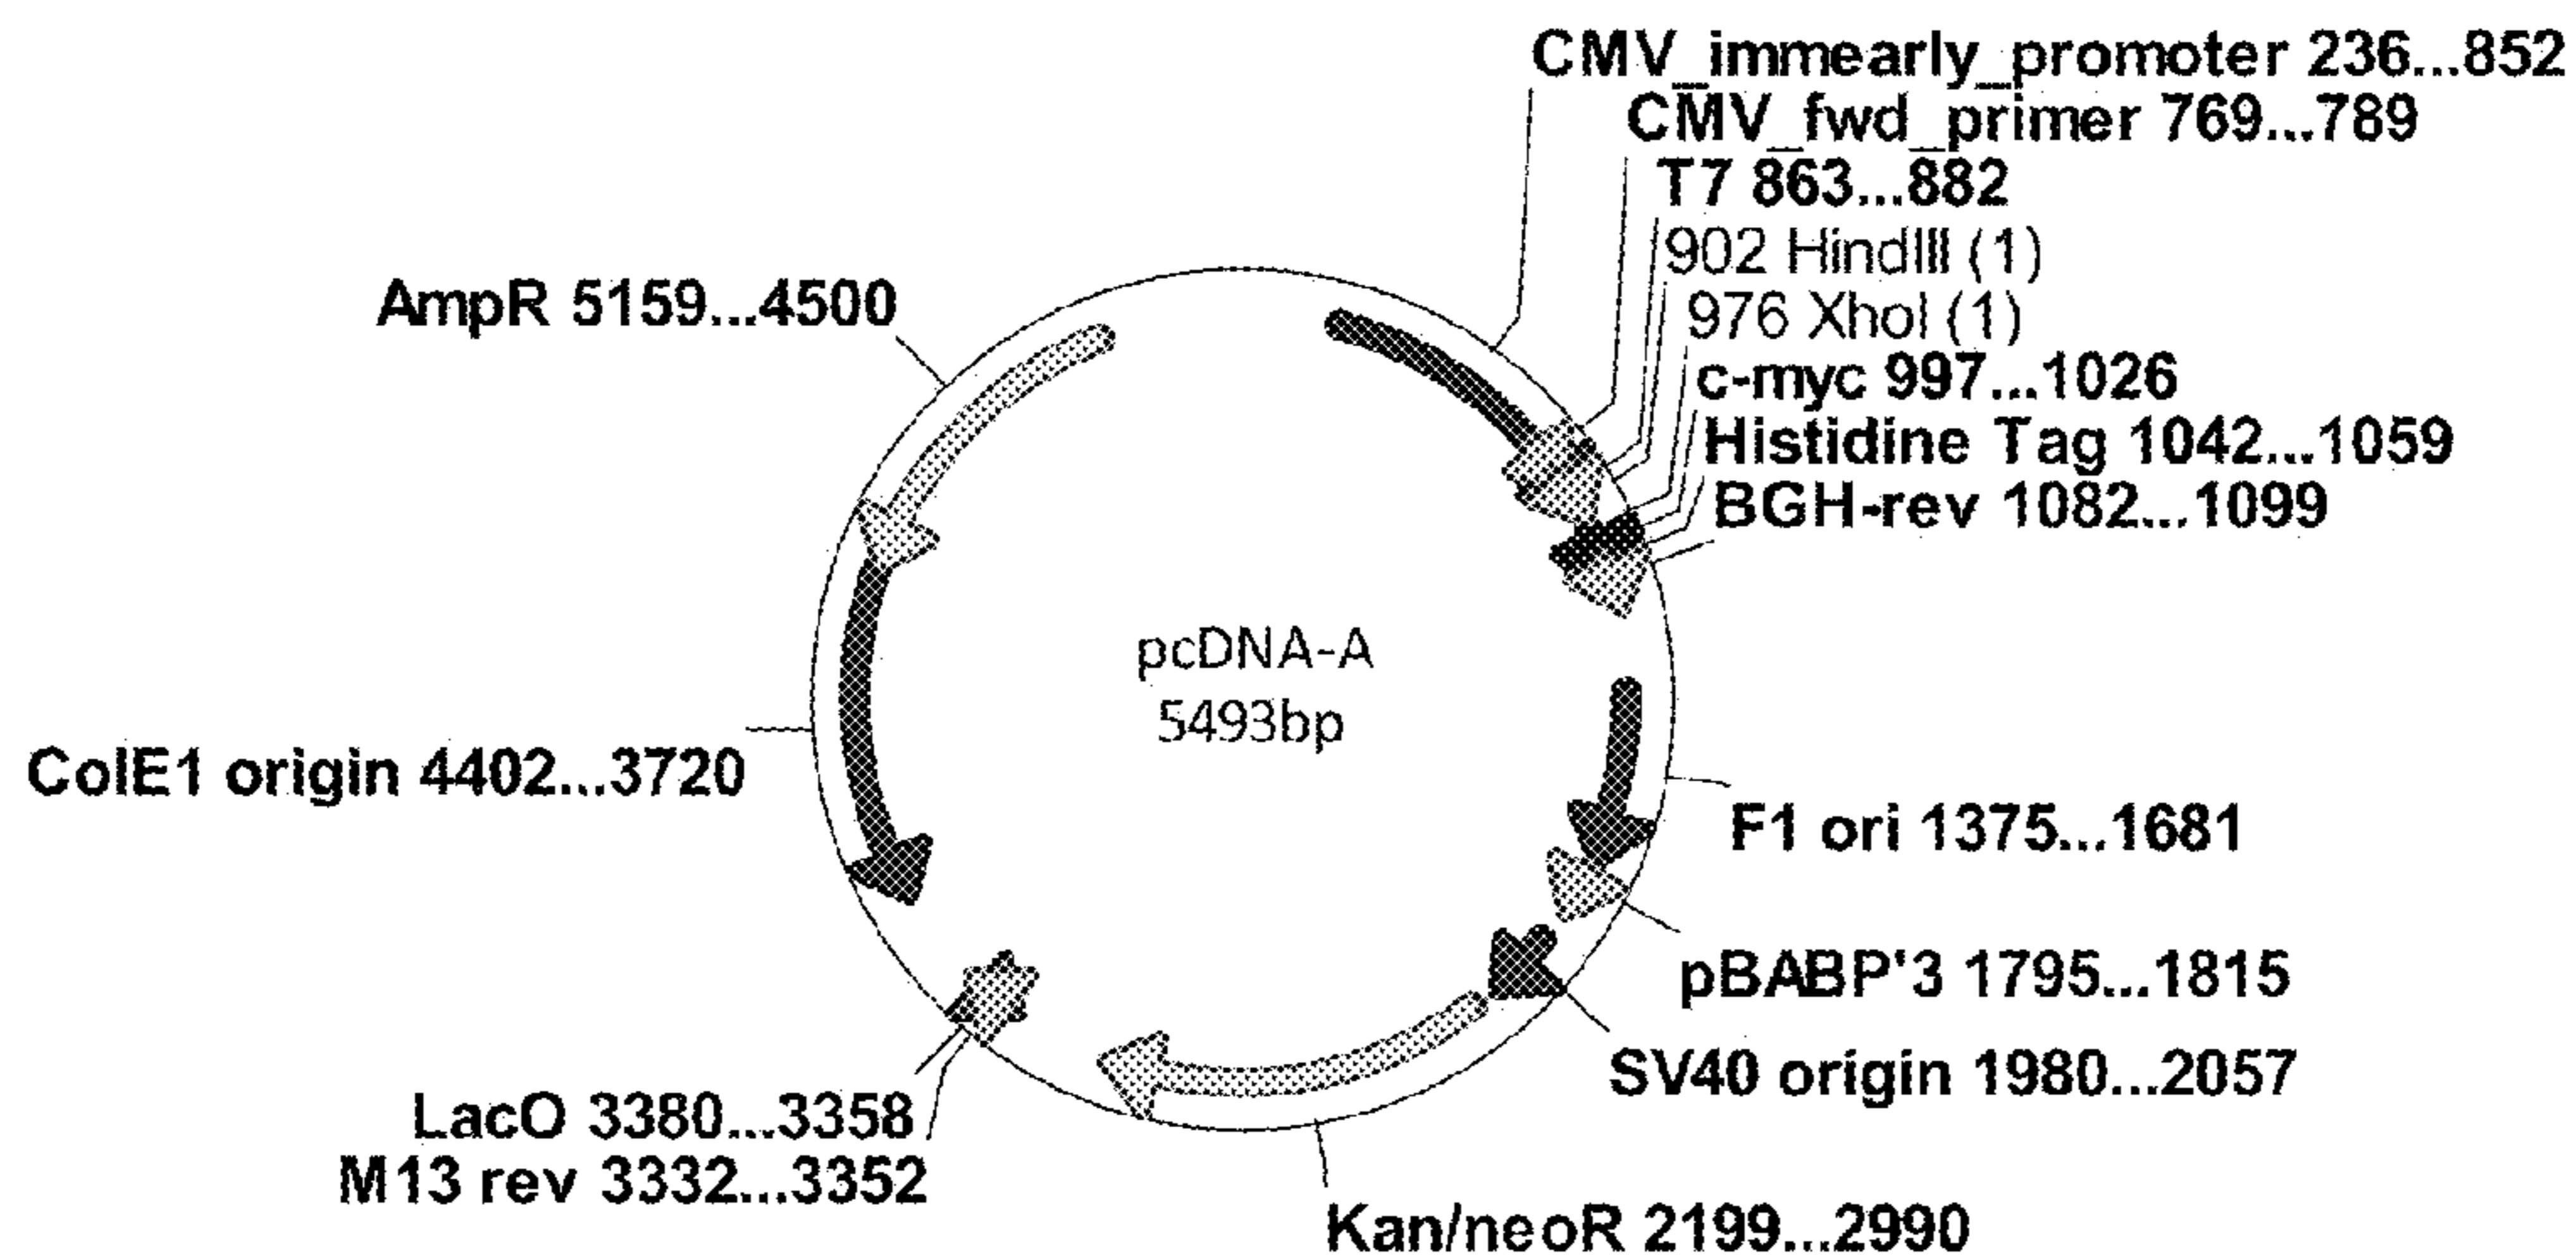 CMV_immearly_promoter 236...852
CMV_fwd_primer 769...789
T7 863...882
902 HindIII (1)
976 XhoI (1)
c-myc 997...1026
Histidine Tag 1042...1059
BGH-rev 1082...1099
AmpR 5159...4500
pcDNA-A
5493bp
ColE1 origin 4402...3720
F1 ori 1375...1681
pBABP'3 1795...1815
SV40 origin 1980...2057
LacO 3380...3358
M13 rev 3332...3352
Kan/neoR 2199...2990